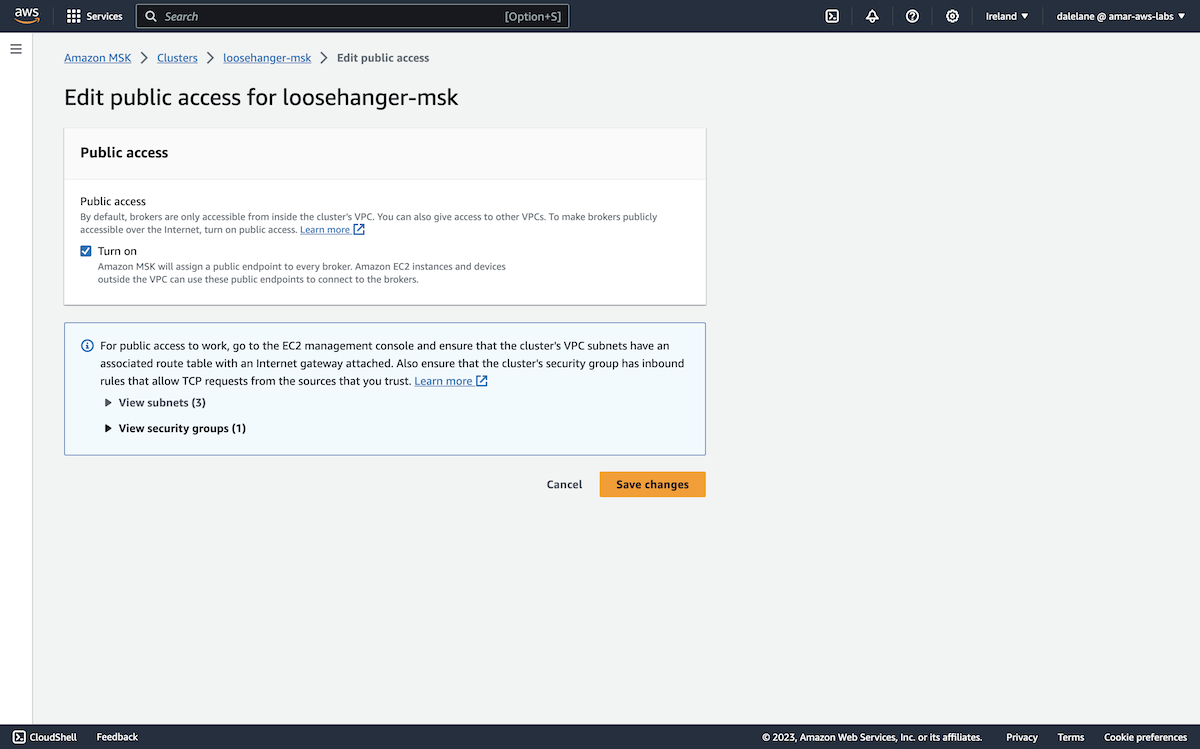 aws
Services
Search
[Option+S]
Ireland ▼
dalelane @ amar-aws-labs ▼
Amazon MSK > Clusters > loosehanger-msk > Edit public access
Edit public access for loosehanger-msk
Public access
Public access
By default, brokers are only accessible from inside the cluster's VPC. You can also give access to other VPCs. To make brokers publicly
accessible over the Internet, turn on public access. Learn more
Turn on
Amazon MSK will assign a public endpoint to every broker. Amazon EC2 instances and devices
outside the VPC can use these public endpoints to connect to the brokers.
For public access to work, go to the EC2 management console and ensure that the cluster's VPC subnets have an
associated route table with an Internet gateway attached. Also ensure that the cluster's security group has inbound
rules that allow TCP requests from the sources that you trust. Learn more
View subnets (3)
View security groups (1)
Cancel
Save changes
CloudShell
Feedback
© 2023, Amazon Web Services, Inc. or its affiliates.
Privacy
Terms
Cookie preferences